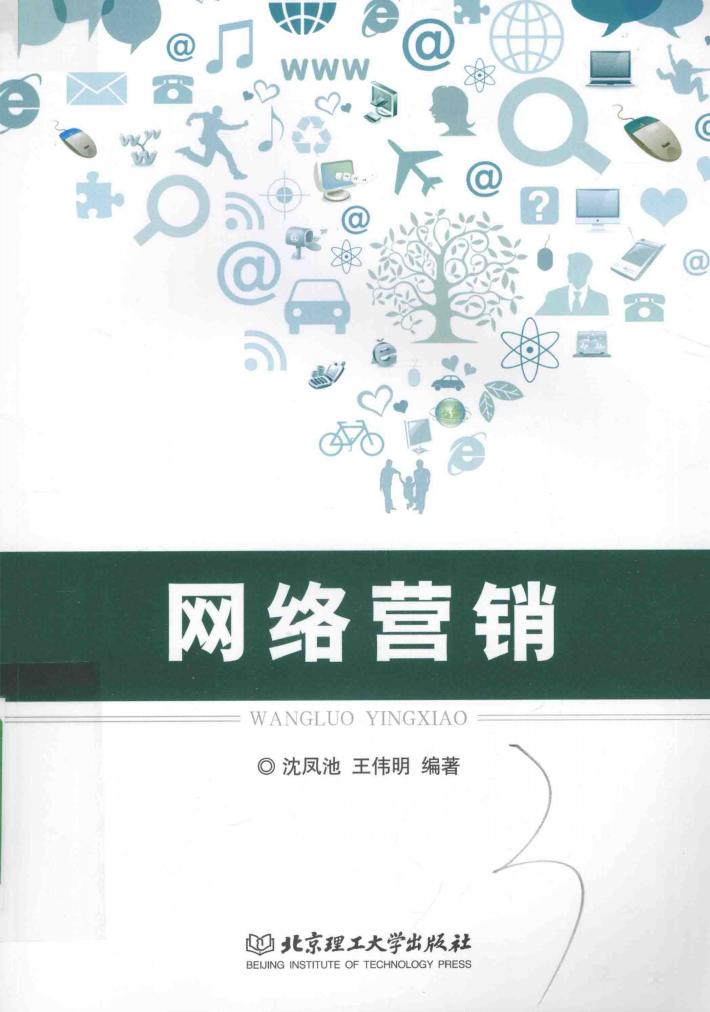 www
网络营销
WANGLUO YINGXIAO
◎ 沈凤池 王伟明 编著
北京理工大学出版社
BEIJING INSTITUTE OF TECHNOLOGY PRESS
3